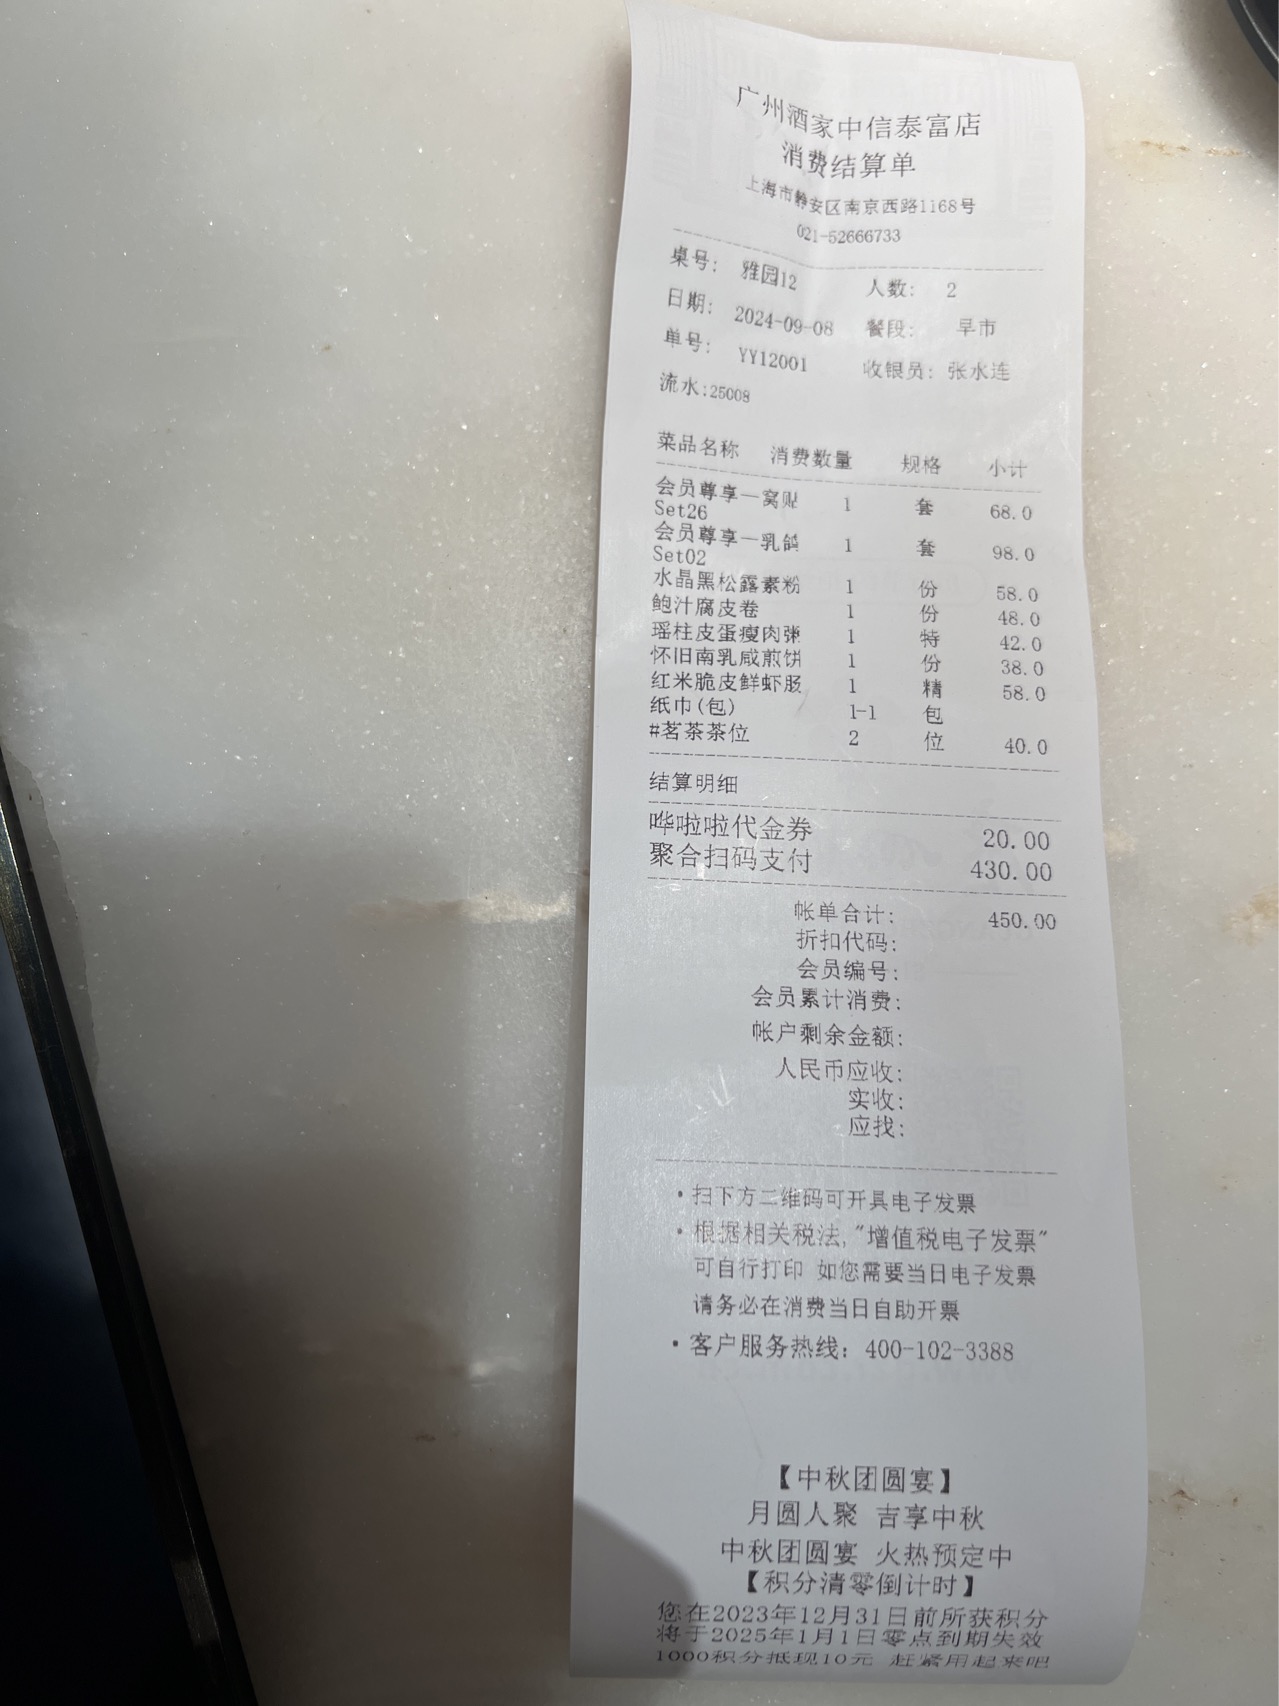 广州酒家中信泰富店
消费结算单
上海市静安区南京西路1168号
021-52666733
桌号: 雅园12 人数: 2
日期: 2024-09-08 餐段: 早市
单号: YY12001 收银员: 张水连
流水:25008
菜品名称 消费数量 规格 小计
会员尊享一窝贴 1 套 68.0
Set26
会员尊享一乳鸽 1 套 98.0
Set02
水晶黑松露素粉 1 份 58.0
鲍汁腐皮卷 1 份 48.0
瑶柱皮蛋瘦肉粥 1 特 42.0
怀旧南乳咸煎饼 1 份 38.0
红米脆皮鲜虾肠 1 精 58.0
纸巾(包) 1-1 包
#茗茶茶位 2 位 40.0
结算明细
哗啦啦代金券 20.00
聚合扫码支付 430.00
帐单合计: 450.00
折扣代码:
会员编号:
会员累计消费:
帐户剩余金额:
人民币应收:
实收:
应找:
·扫下方二维码可开具电子发票
·根据相关税法,"增值税电子发票"
可自行打印 如您需要当日电子发票
请务必在消费当日自助开票
·客户服务热线: 400-102-3388
【中秋团圆宴】
月圆人聚 吉享中秋
中秋团圆宴 火热预定中
【积分清零倒计时】
您在2023年12月31日前所获积分
将于2025年1月1日零点到期失效
1000积分抵现10元 赶紧用起来吧